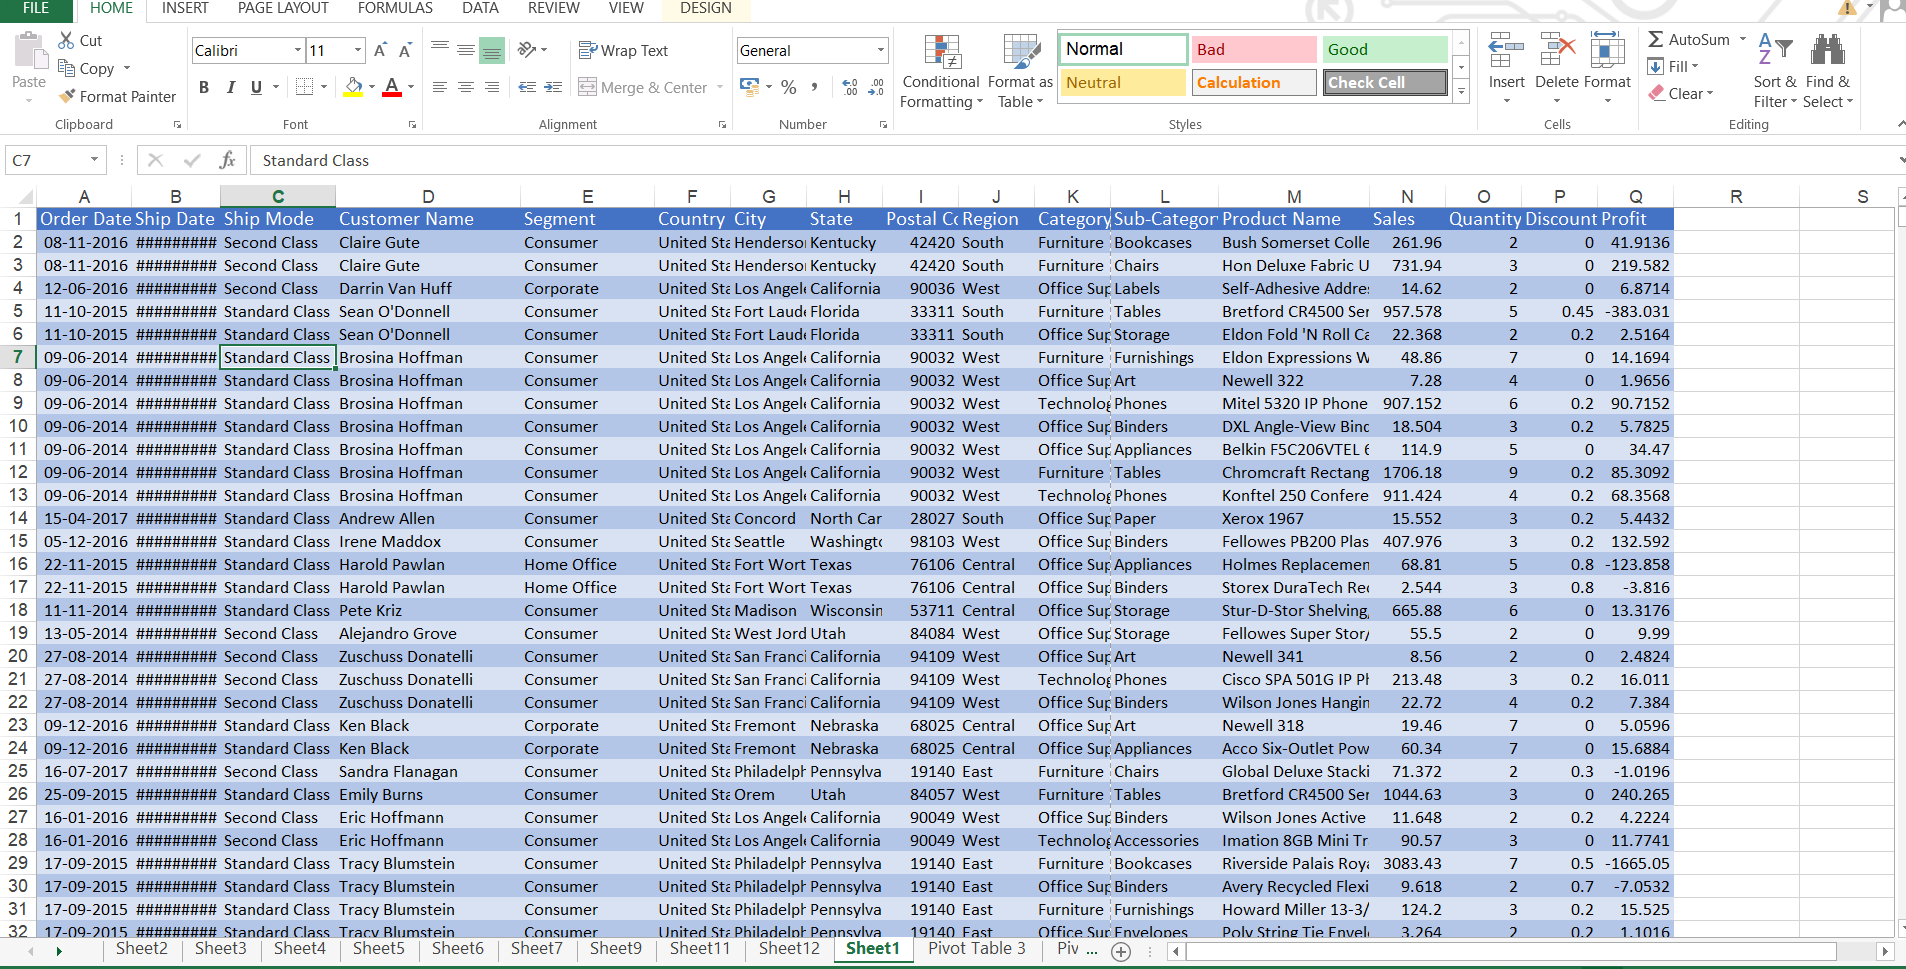 FILE HOME INSERT PAGE LAYOUT FORMULAS DATA REVIEW VIEW DESIGN
Paste Cut Copy Format Painter
Calibri 11 A A B I U A
Wrap Text Merge & Center
General % ,
Conditional Formatting Format as Table
Normal Bad Good
Neutral Calculation Check Cell
Insert Delete Format
AutoSum Fill Clear Sort & Filter Find & Select
Clipboard Font Alignment Number Styles Cells Editing
C7 fx Standard Class
A B C D E F G H I J K L M N O P Q R S
1 Order Date Ship Date Ship Mode Customer Name Segment Country City State Postal Cc Region Category Sub-Categor Product Name Sales Quantity Discount Profit
2 08-11-2016 ######### Second Class Claire Gute Consumer United Sta Henderso Kentucky 42420 South Furniture Bookcases Bush Somerset Colle 261.96 2 0 41.9136
3 08-11-2016 ######### Second Class Claire Gute Consumer United Sta Henderso Kentucky 42420 South Furniture Chairs Hon Deluxe Fabric U 731.94 3 0 219.582
4 12-06-2016 ######### Second Class Darrin Van Huff Corporate United Sta Los Angele California 90036 West Office Sup Labels Self-Adhesive Addres 14.62 2 0 6.8714
5 11-10-2015 ######### Standard Class Sean O'Donnell Consumer United Sta Fort Laude Florida 33311 South Furniture Tables Bretford CR4500 Ser 957.578 5 0.45 -383.031
6 11-10-2015 ######### Standard Class Sean O'Donnell Consumer United Sta Fort Laude Florida 33311 South Office Sup Storage Eldon Fold 'N Roll Ca 22.368 2 0.2 2.5164
7 09-06-2014 ######### Standard Class Brosina Hoffman Consumer United Sta Los Angele California 90032 West Furniture Furnishings Eldon Expressions W 48.86 7 0 14.1694
8 09-06-2014 ######### Standard Class Brosina Hoffman Consumer United Sta Los Angele California 90032 West Office Sup Art Newell 322 7.28 4 0 1.9656
9 09-06-2014 ######### Standard Class Brosina Hoffman Consumer United Sta Los Angele California 90032 West Technolog Phones Mitel 5320 IP Phone 907.152 6 0.2 90.7152
10 09-06-2014 ######### Standard Class Brosina Hoffman Consumer United Sta Los Angele California 90032 West Office Sup Binders DXL Angle-View Binc 18.504 3 0.2 5.7825
11 09-06-2014 ######### Standard Class Brosina Hoffman Consumer United Sta Los Angele California 90032 West Office Sup Appliances Belkin F5C206VTEL 6 114.9 5 0 34.47
12 09-06-2014 ######### Standard Class Brosina Hoffman Consumer United Sta Los Angele California 90032 West Furniture Tables Chromcraft Rectang 1706.18 9 0.2 85.3092
13 09-06-2014 ######### Standard Class Brosina Hoffman Consumer United Sta Los Angele California 90032 West Technolog Phones Konftel 250 Confere 911.424 4 0.2 68.3568
14 15-04-2017 ######### Standard Class Andrew Allen Consumer United Sta Concord North Car 28027 South Office Sup Paper Xerox 1967 15.552 3 0.2 5.4432
15 05-12-2016 ######### Standard Class Irene Maddox Consumer United Sta Seattle Washingto 98103 West Office Sup Binders Fellowes PB200 Plas 407.976 3 0.2 132.592
16 22-11-2015 ######### Standard Class Harold Pawlan Home Office United Sta Fort Wort Texas 76106 Central Office Sup Appliances Holmes Replacemen 68.81 5 0.8 -123.858
17 22-11-2015 ######### Standard Class Harold Pawlan Home Office United Sta Fort Wort Texas 76106 Central Office Sup Binders Storex DuraTech Rec 2.544 3 0.8 -3.816
18 11-11-2014 ######### Standard Class Pete Kriz Consumer United Sta Madison Wisconsin 53711 Central Office Sup Storage Stur-D-Stor Shelving, 665.88 6 0 13.3176
19 13-05-2014 ######### Second Class Alejandro Grove Consumer United Sta West Jord Utah 84084 West Office Sup Storage Fellowes Super Stor/ 55.5 2 0 9.99
20 27-08-2014 ######### Second Class Zuschuss Donatelli Consumer United Sta San Franci California 94109 West Office Sup Art Newell 341 8.56 2 0 2.4824
21 27-08-2014 ######### Second Class Zuschuss Donatelli Consumer United Sta San Franci California 94109 West Technolog Phones Cisco SPA 501G IP Ph 213.48 3 0.2 16.011
22 27-08-2014 ######### Second Class Zuschuss Donatelli Consumer United Sta San Franci California 94109 West Office Sup Binders Wilson Jones Hangin 22.72 4 0.2 7.384
23 09-12-2016 ######### Standard Class Ken Black Corporate United Sta Fremont Nebraska 68025 Central Office Sup Art Newell 318 19.46 7 0 5.0596
24 09-12-2016 ######### Standard Class Ken Black Corporate United Sta Fremont Nebraska 68025 Central Office Sup Appliances Acco Six-Outlet Pow 60.34 7 0 15.6884
25 16-07-2017 ######### Second Class Sandra Flanagan Consumer United Sta Philadelph Pennsylva 19140 East Furniture Chairs Global Deluxe Stacki 71.372 2 0.3 -1.0196
26 25-09-2015 ######### Standard Class Emily Burns Consumer United Sta Orem Utah 84057 West Furniture Tables Bretford CR4500 Ser 1044.63 3 0 240.265
27 16-01-2016 ######### Second Class Eric Hoffmann Consumer United Sta Los Angele California 90049 West Office Sup Binders Wilson Jones Active 11.648 2 0.2 4.2224
28 16-01-2016 ######### Second Class Eric Hoffmann Consumer United Sta Los Angele California 90049 West Technolog Accessories Imation 8GB Mini Tr 90.57 3 0 11.7741
29 17-09-2015 ######### Standard Class Tracy Blumstein Consumer United Sta Philadelph Pennsylva 19140 East Furniture Bookcases Riverside Palais Roya 3083.43 7 0.5 -1665.05
30 17-09-2015 ######### Standard Class Tracy Blumstein Consumer United Sta Philadelph Pennsylva 19140 East Office Sup Binders Avery Recycled Flexi 9.618 2 0.7 -7.0532
31 17-09-2015 ######### Standard Class Tracy Blumstein Consumer United Sta Philadelph Pennsylva 19140 East Furniture Furnishings Howard Miller 13-3/ 124.2 3 0.2 15.525
32 17-09-2015 ######### Standard Class Tracy Blumstein Consumer United Sta Philadelph Pennsylva 19140 East Office Sup Envelopes Poly String Tie Envel 3.264 2 0.2 1.1016
Sheet2 Sheet3 Sheet4 Sheet5 Sheet6 Sheet7 Sheet9 Sheet11 Sheet12 Sheet1 Pivot Table 3 Piv ...